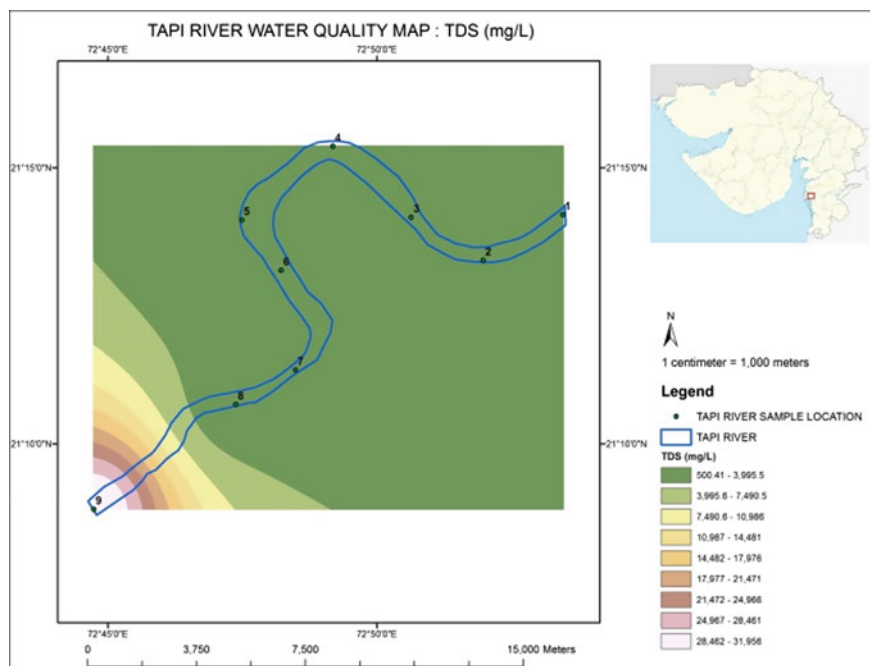 TAPI RIVER WATER QUALITY MAP : TDS (mg/L)
72°45'0"E 72°50'0"E
21°15'0"N 21°15'0"N
21°10'0"N 21°10'0"N
4
1
5
3
2
6
7
8
9
72°45'0"E 72°50'0"E
0 3,750 7,500 15,000 Meters
N
1 centimeter = 1,000 meters
Legend
TAPI RIVER SAMPLE LOCATION
TAPI RIVER
TDS (mg/L)
500.41 - 3,995.5
3,995.6 - 7,490.5
7,490.6 - 10,986
10,987 - 14,481
14,482 - 17,976
17,977 - 21,471
21,472 - 24,966
24,967 - 28,461
28,462 - 31,956